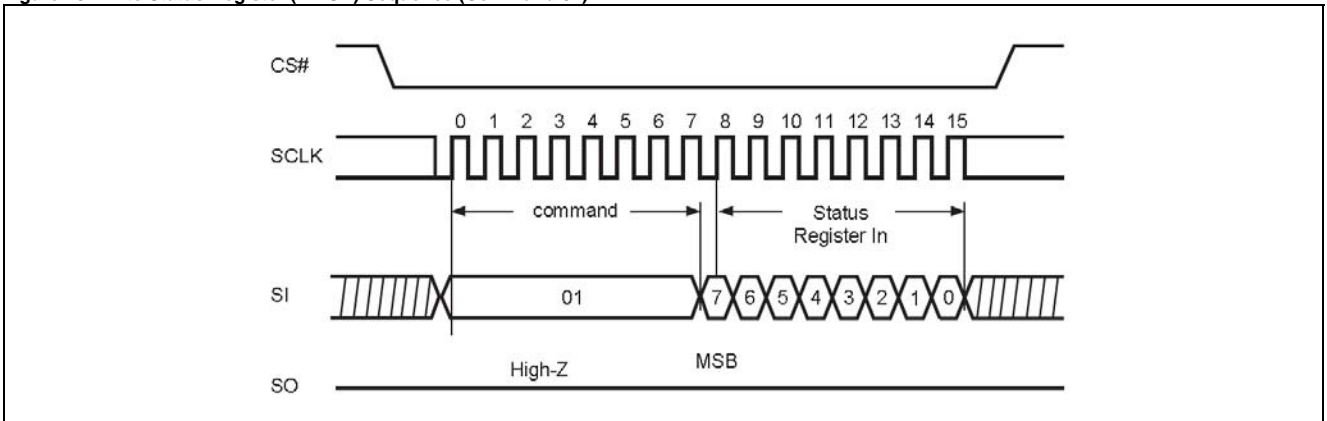 CS#
0 1 2 3 4 5 6 7 8 9 10 11 12 13 14 15
SCLK
command
Status
Register In
SI
01
7 6 5 4 3 2 1 0
High-Z
MSB
SO